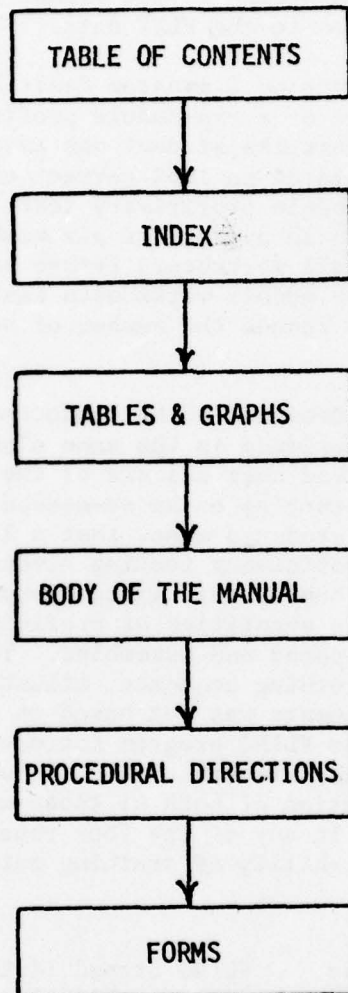 TABLE OF CONTENTS
INDEX
TABLES & GRAPHS
BODY OF THE MANUAL
PROCEDURAL DIRECTIONS
FORMS